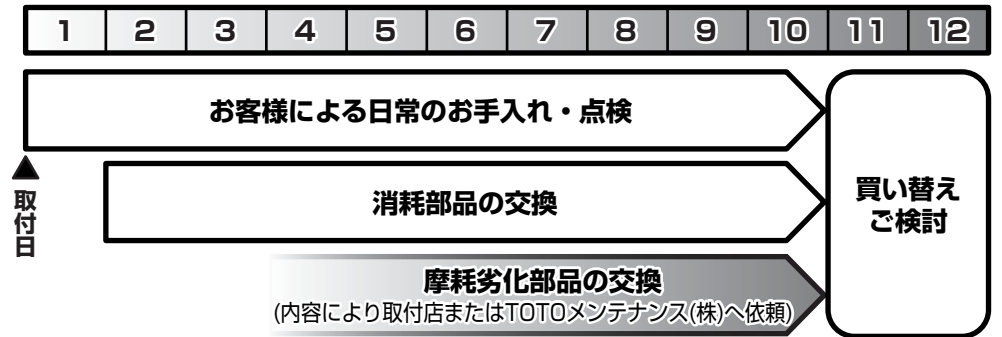 1 2 3 4 5 6 7 8 9 10 11 12
お客様による日常のお手入れ・点検
取付日
消耗部品の交換
買い替え
ご検討
摩耗劣化部品の交換
(内容により取付店またはTOTOメンテナンス(株)へ依頼)